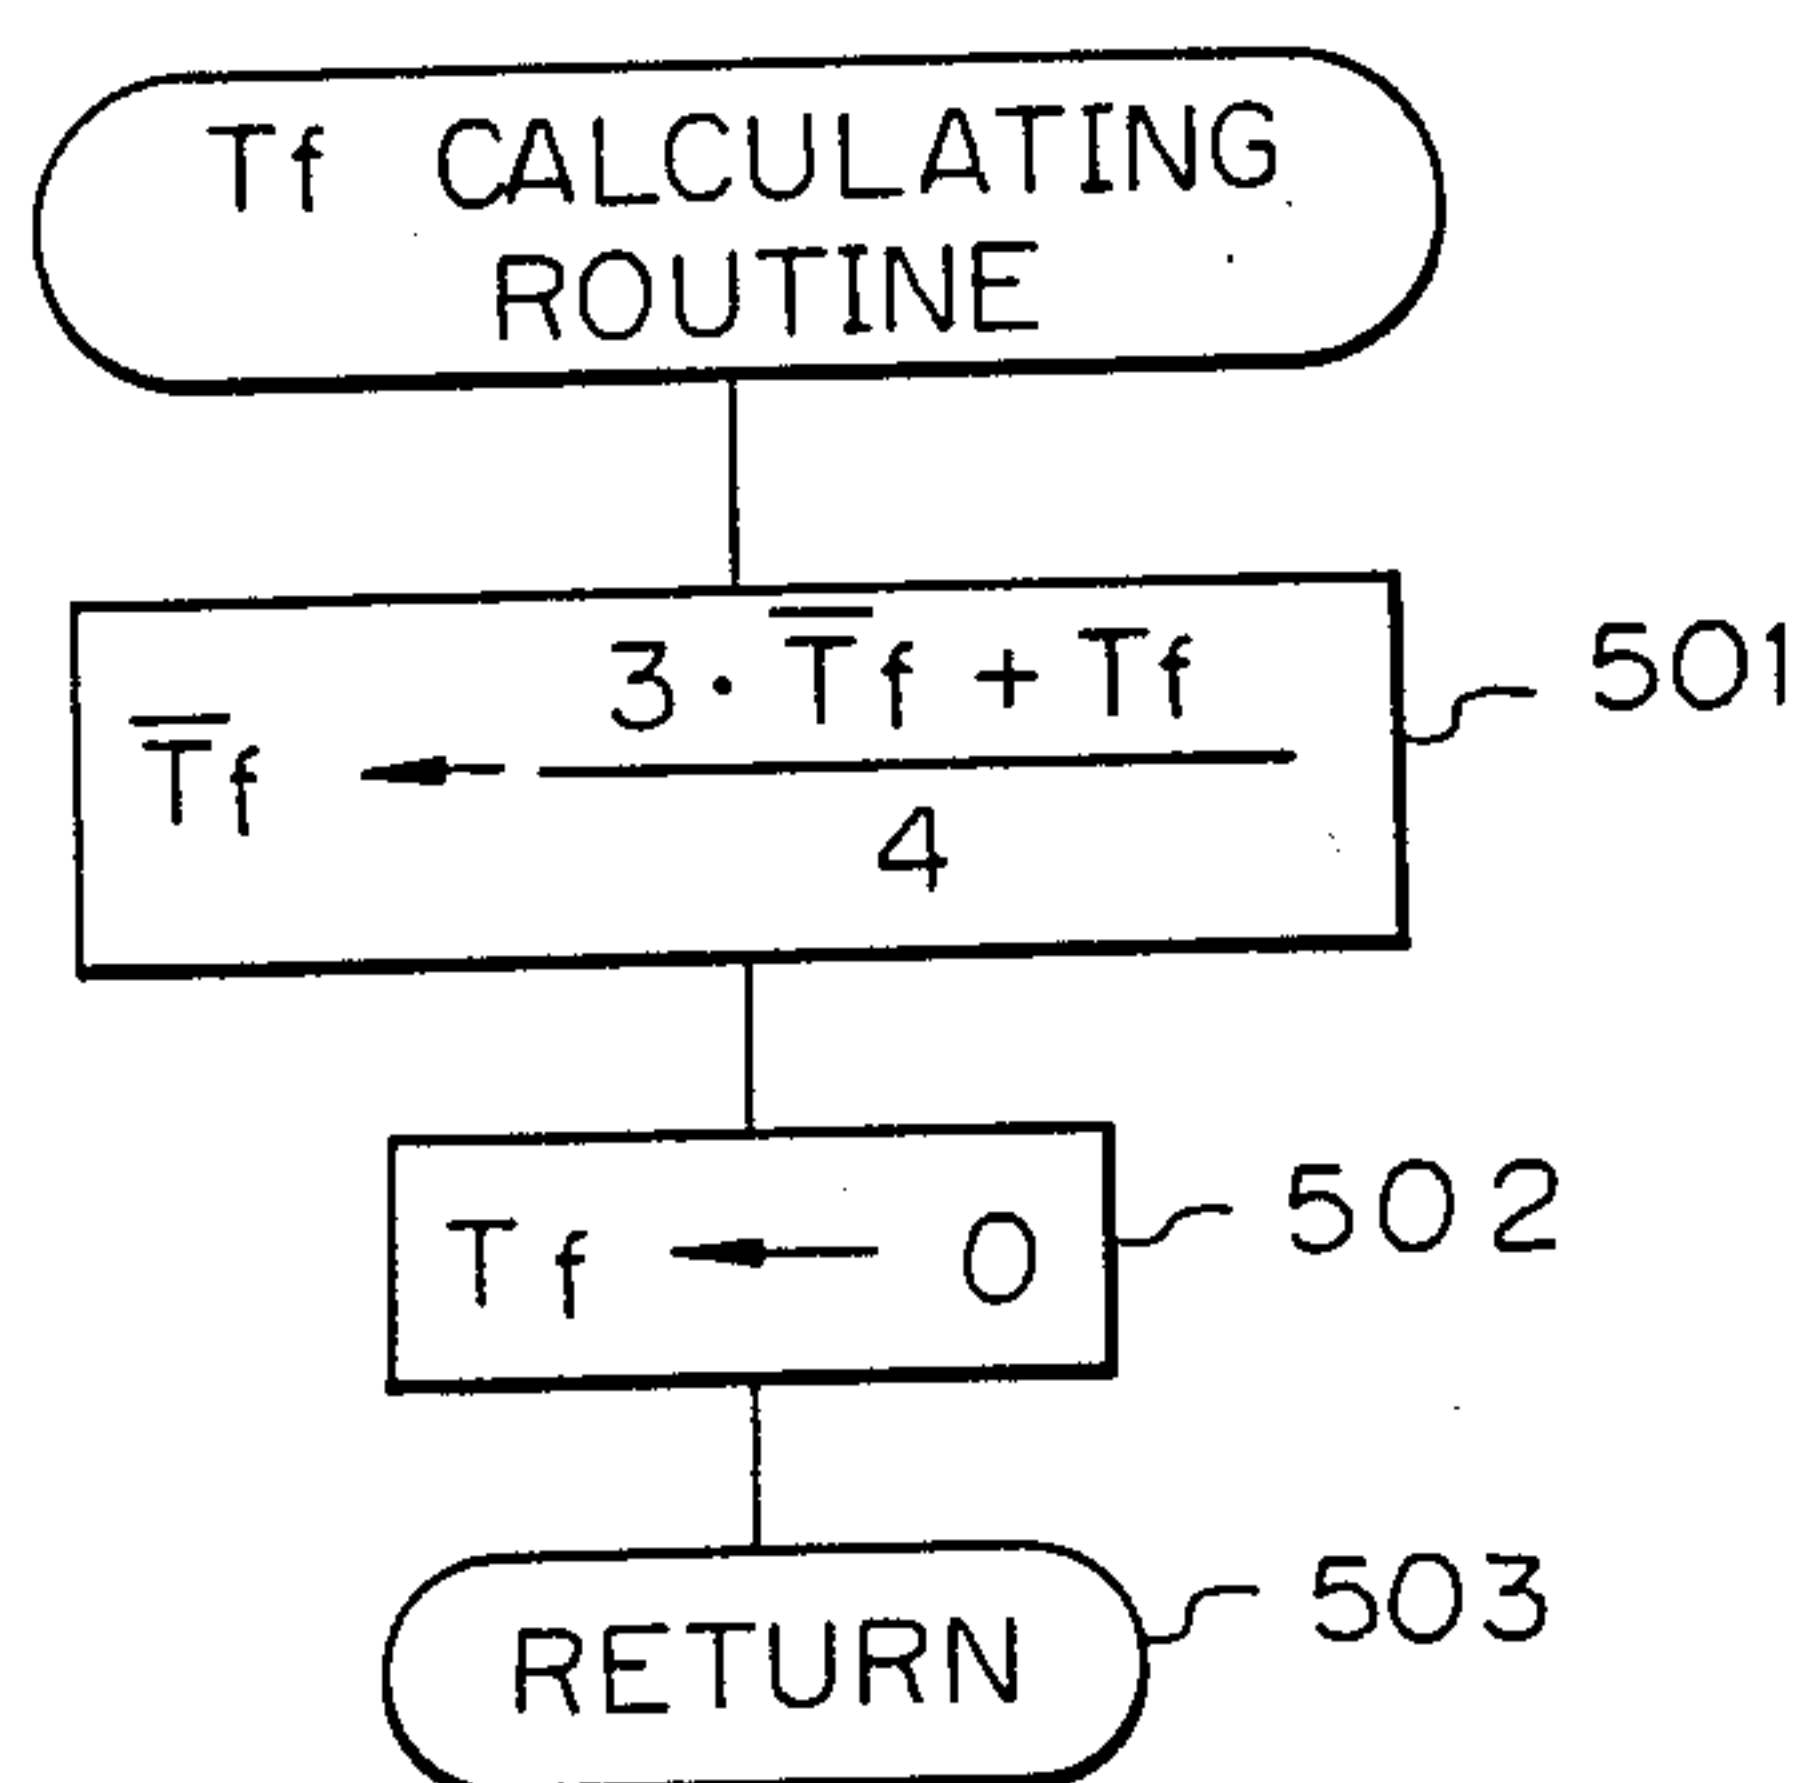 Tf CALCULATING
ROUTINE
T̅f̅ ← (3 · T̅f̅ + Tf) / 4
501
Tf ← 0
502
RETURN
503